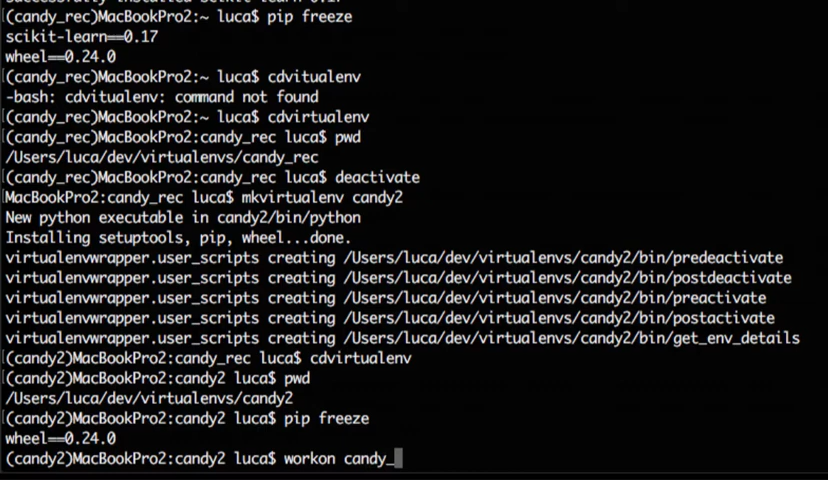 Successfully installed scikit-learn-0.17
(candy_rec)MacBookPro2:~ luca$ pip freeze
scikit-learn==0.17
wheel==0.24.0
(candy_rec)MacBookPro2:~ luca$ cdvitualenv
-bash: cdvitualenv: command not found
(candy_rec)MacBookPro2:~ luca$ cdvirtualenv
(candy_rec)MacBookPro2:candy_rec luca$ pwd
/Users/luca/dev/virtualenvs/candy_rec
(candy_rec)MacBookPro2:candy_rec luca$ deactivate
MacBookPro2:candy_rec luca$ mkvirtualenv candy2
New python executable in candy2/bin/python
Installing setuptools, pip, wheel...done.
virtualenvwrapper.user_scripts creating /Users/luca/dev/virtualenvs/candy2/bin/predeactivate
virtualenvwrapper.user_scripts creating /Users/luca/dev/virtualenvs/candy2/bin/postdeactivate
virtualenvwrapper.user_scripts creating /Users/luca/dev/virtualenvs/candy2/bin/preactivate
virtualenvwrapper.user_scripts creating /Users/luca/dev/virtualenvs/candy2/bin/postactivate
virtualenvwrapper.user_scripts creating /Users/luca/dev/virtualenvs/candy2/bin/get_env_details
(candy2)MacBookPro2:candy_rec luca$ cdvirtualenv
(candy2)MacBookPro2:candy2 luca$ pwd
/Users/luca/dev/virtualenvs/candy2
(candy2)MacBookPro2:candy2 luca$ pip freeze
wheel==0.24.0
(candy2)MacBookPro2:candy2 luca$ workon candy_